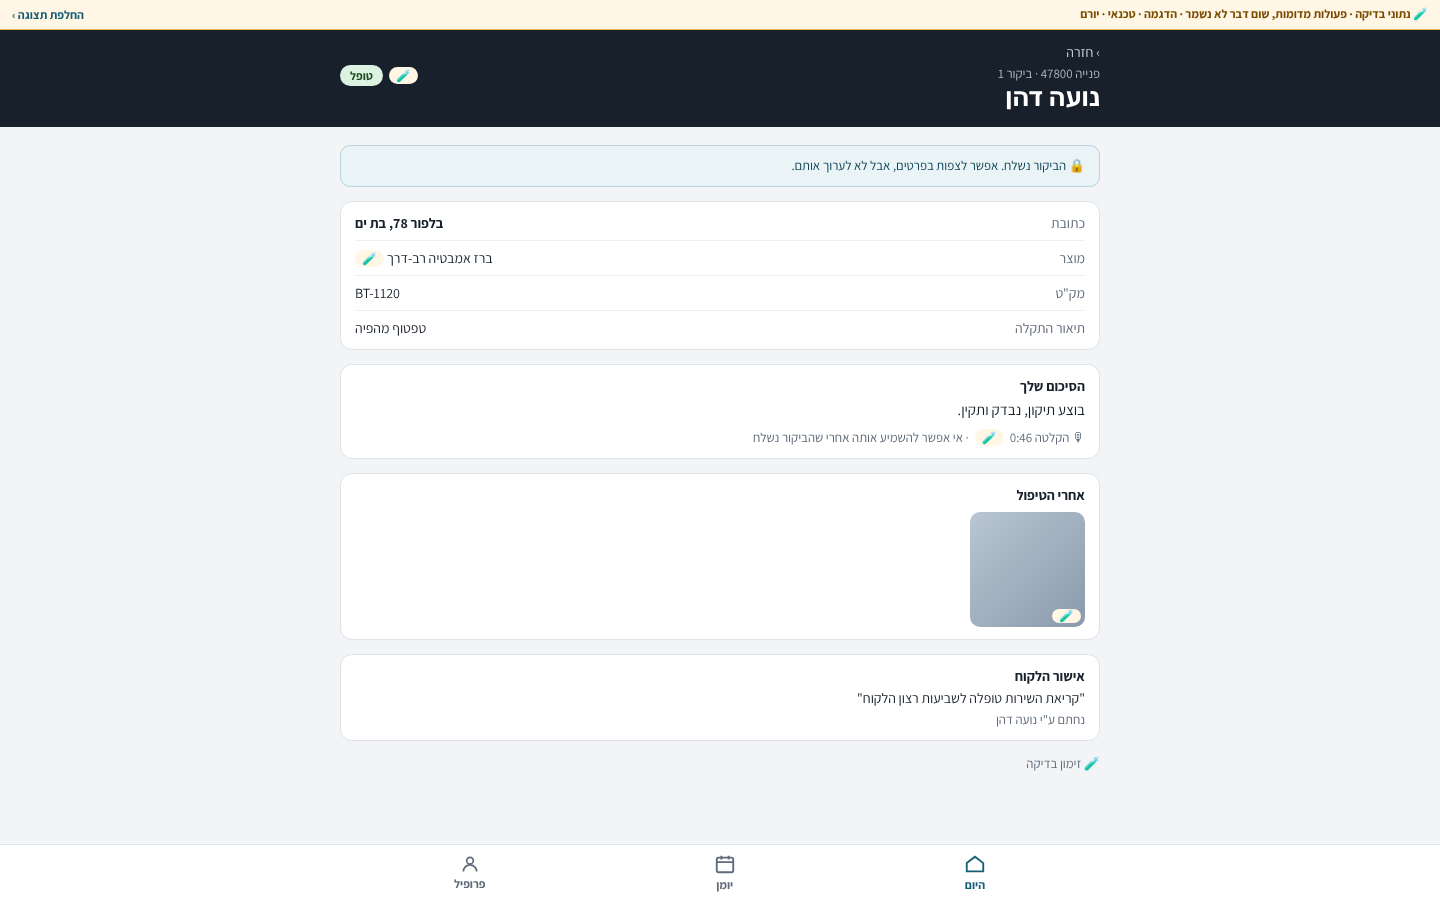 🧪 נתוני בדיקה · פעולות מדומות, שום דבר לא נשמר · הדגמה · טכנאי · יורם
החלפת תצוגה ›
› חזרה
פנייה 47800 · ביקור 1
נועה דהן
🧪 טופל
🔒 הביקור נשלח. אפשר לצפות בפרטים, אבל לא לערוך אותם.
כתובת בלפור 78, בת ים
מוצר ברז אמבטיה רב-דרך 🧪
מק"ט BT-1120
תיאור התקלה טפטוף מהפיה
הסיכום שלך
בוצע תיקון, נבדק ותקין.
🎙 הקלטה 0:46 🧪 · אי אפשר להשמיע אותה אחרי שהביקור נשלח
אחרי הטיפול
🧪
אישור הלקוח
"קריאת השירות טופלה לשביעות רצון הלקוח"
נחתם ע"י נועה דהן
🧪 זימון בדיקה
היום
יומן
פרופיל